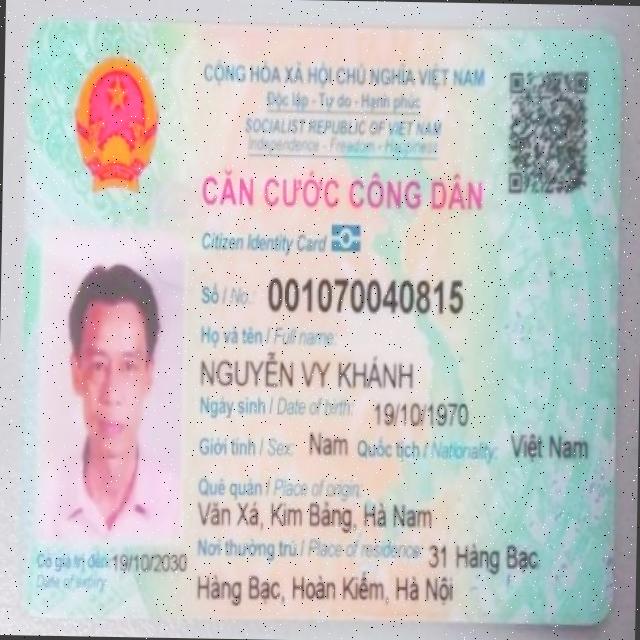 CỘNG HÒA XÃ HỘI CHỦ NGHĨA VIỆT NAM
Độc lập - Tự do - Hạnh phúc
SOCIALIST REPUBLIC OF VIET NAM
Independence - Freedom - Happiness
CĂN CƯỚC CÔNG DÂN
Citizen Identity Card
Số / No.: 001070040815
Họ và tên / Full name:
NGUYỄN VY KHÁNH
Ngày sinh / Date of birth: 19/10/1970
Giới tính / Sex: Nam Quốc tịch / Nationality: Việt Nam
Quê quán / Place of origin:
Văn Xá, Kim Bảng, Hà Nam
Nơi thường trú / Place of residence: 31 Hàng Bạc
Hàng Bạc, Hoàn Kiếm, Hà Nội
Có giá trị đến: 19/10/2030
Date of expiry